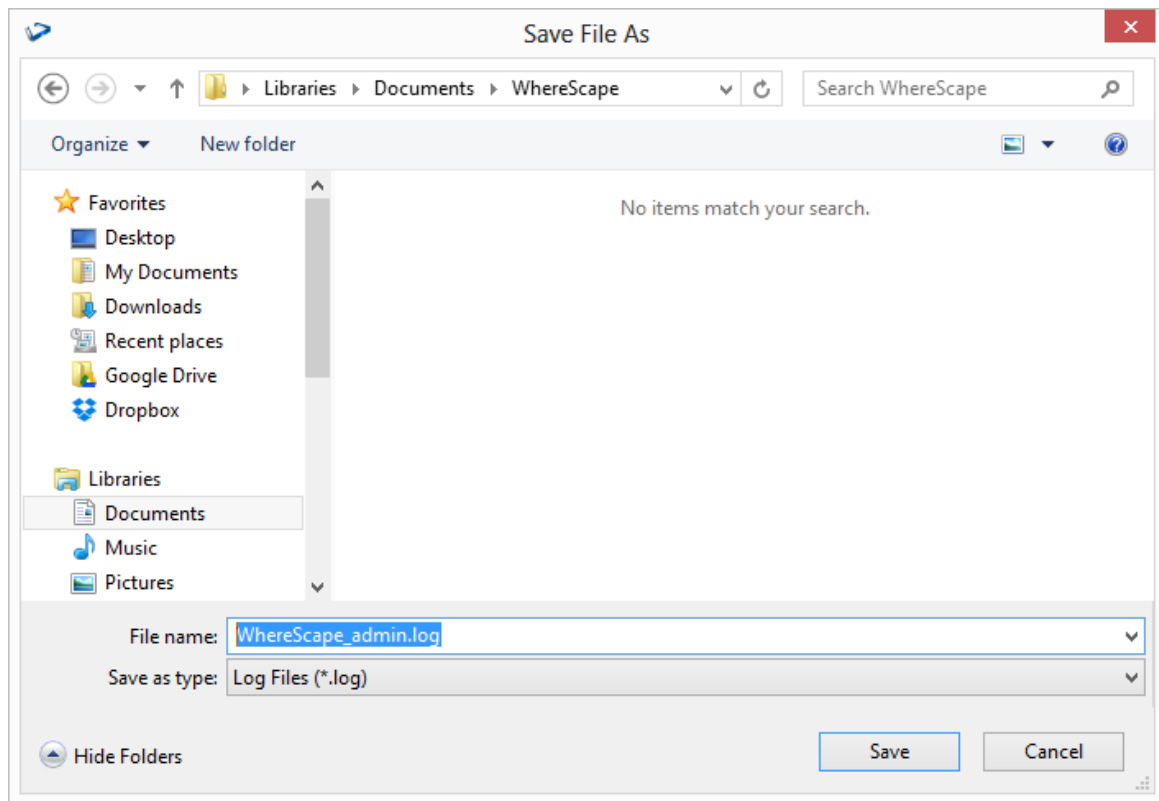 Save File As
Libraries Documents WhereScape Search WhereScape
Organize New folder
No items match your search.
Favorites
Desktop
My Documents
Downloads
Recent places
Google Drive
Dropbox
Libraries
Documents
Music
Pictures
File name: WhereScape_admin.log
Save as type: Log Files (*.log)
Hide Folders Save Cancel